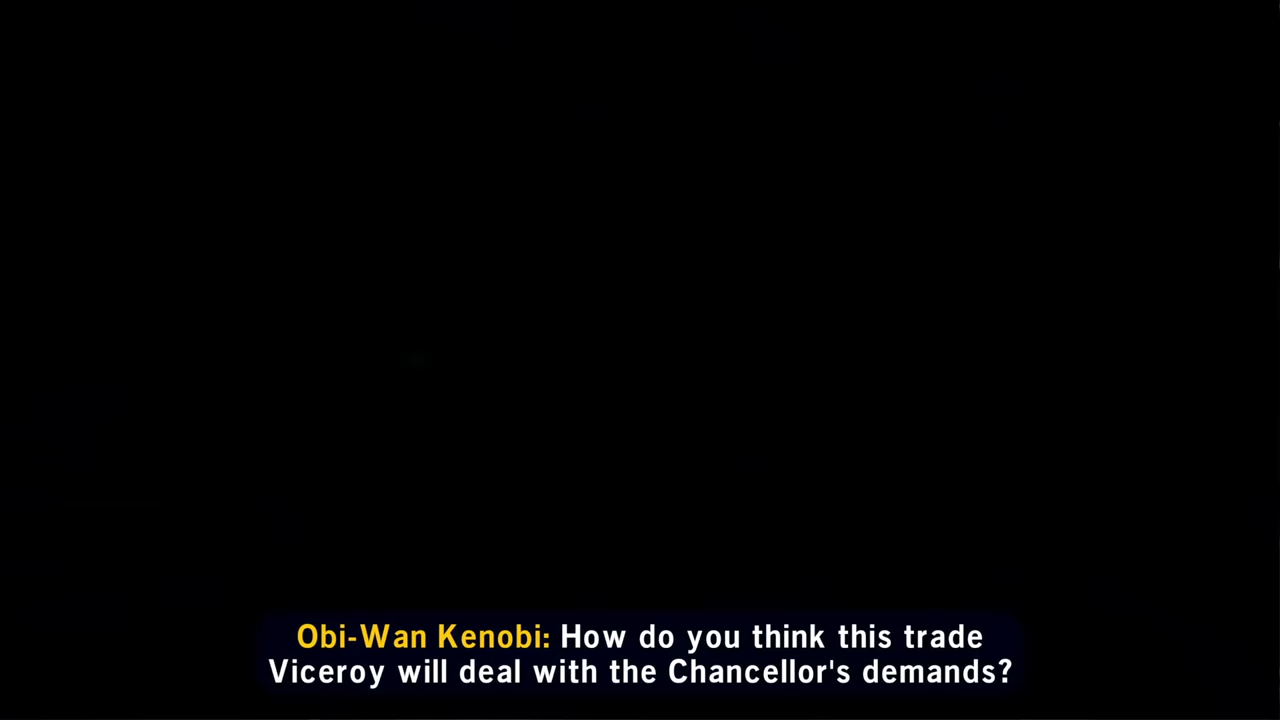 Obi-Wan Kenobi: How do you think this trade
Viceroy will deal with the Chancellor's demands?